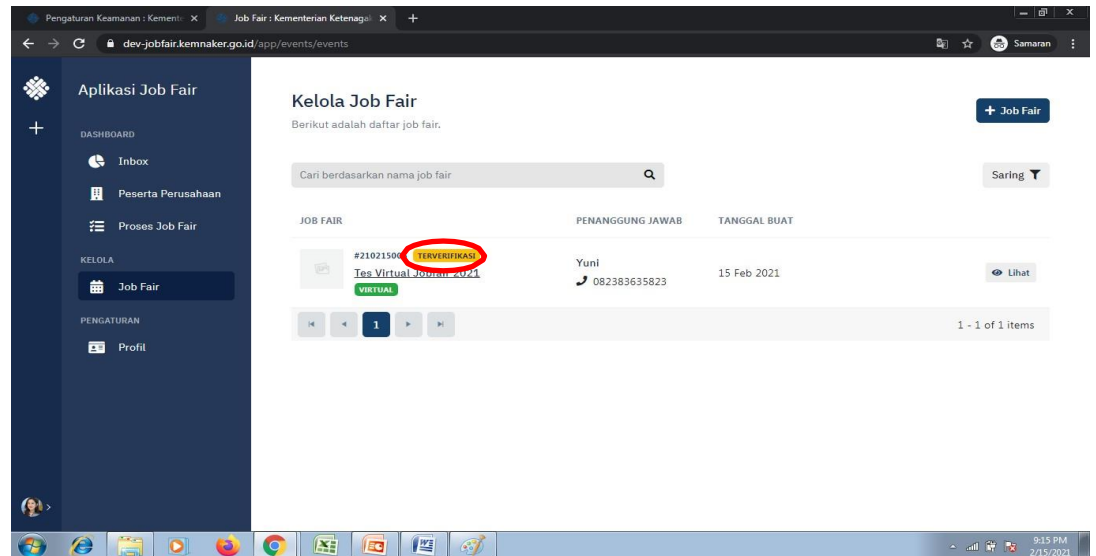 Pengaturan Keamanan : Kemente
Job Fair : Kementerian Ketenagak
dev-jobfair.kemnaker.go.id/app/events/events
Samaran
Aplikasi Job Fair
DASHBOARD
Inbox
Peserta Perusahaan
Proses Job Fair
KELOLA
Job Fair
PENGATURAN
Profil
Kelola Job Fair
Berikut adalah daftar job fair.
+ Job Fair
Cari berdasarkan nama job fair
Saring
JOB FAIR PENANGGUNG JAWAB TANGGAL BUAT
#21021500 TERVERIFIKASI
Tes Virtual Jobfair 2021
VIRTUAL
Yuni
082383635823
15 Feb 2021
Lihat
1
1 - 1 of 1 items
9:15 PM
2/15/2021